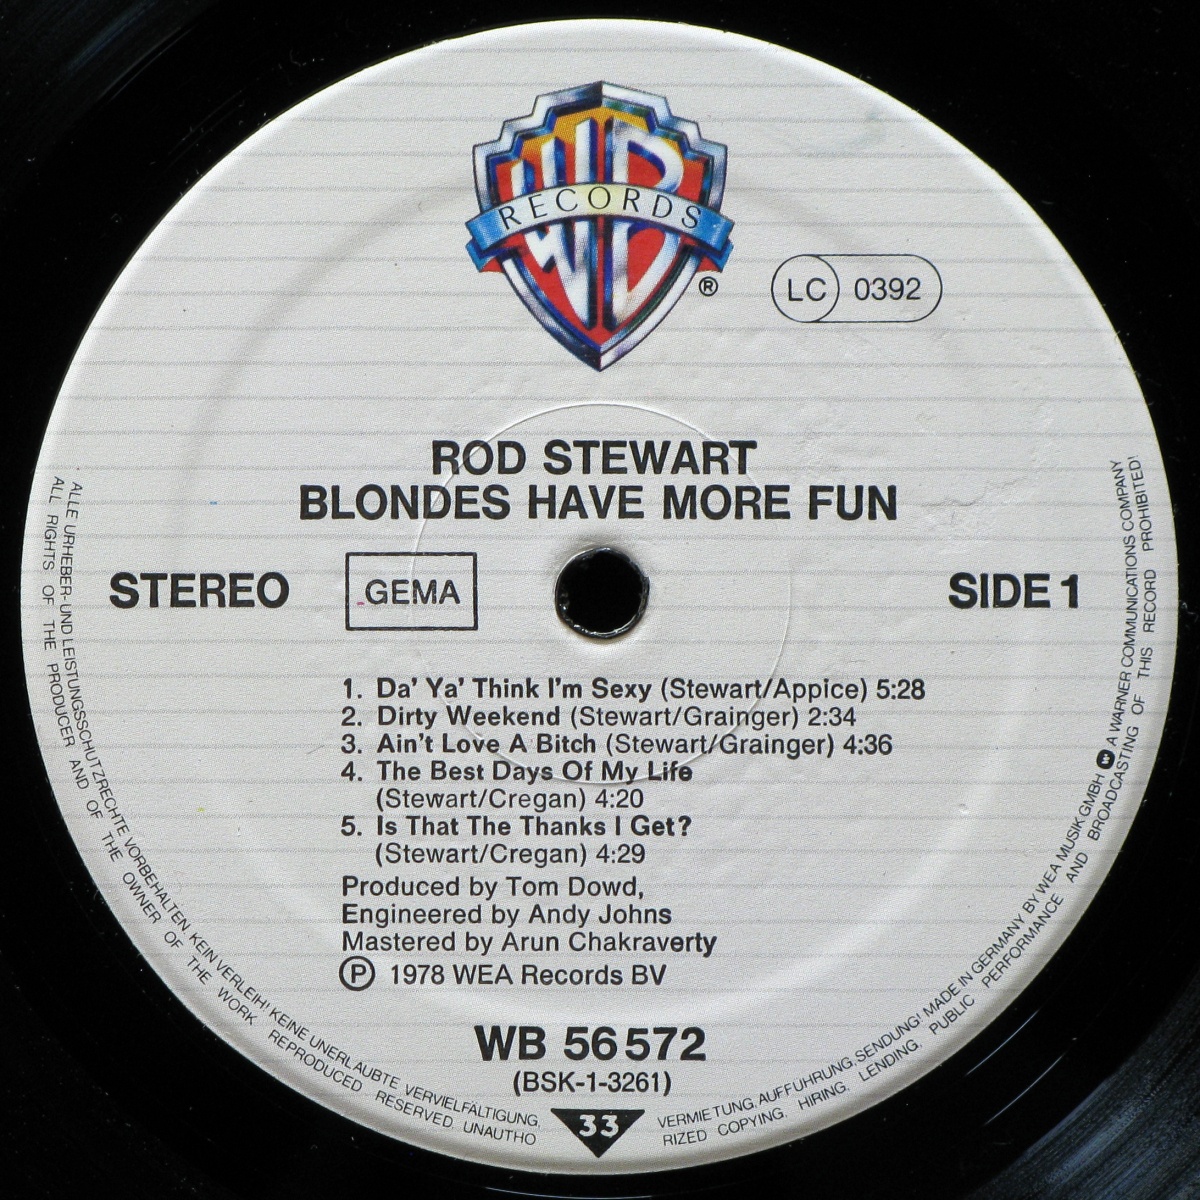 WB
RECORDS
®
LC 0392
ROD STEWART
BLONDES HAVE MORE FUN
STEREO GEMA SIDE 1
1. Da' Ya' Think I'm Sexy (Stewart/Appice) 5:28
2. Dirty Weekend (Stewart/Grainger) 2:34
3. Ain't Love A Bitch (Stewart/Grainger) 4:36
4. The Best Days Of My Life
(Stewart/Cregan) 4:20
5. Is That The Thanks I Get?
(Stewart/Cregan) 4:29
Produced by Tom Dowd,
Engineered by Andy Johns
Mastered by Arun Chakraverty
℗ 1978 WEA Records BV
WB 56 572
(BSK-1-3261)
33
ALLE URHEBER- UND LEISTUNGSSCHUTZRECHTE VORBEHALTEN KEIN VERLEIH! KEINE UNERLAUBTE VERVIELFÄLTIGUNG, VERMIETUNG, AUFFÜHRUNG, SENDUNG! MADE IN GERMANY BY WEA MUSIK GMBH W A WARNER COMMUNICATIONS COMPANY
ALL RIGHTS OF THE PRODUCER AND OF THE OWNER OF THE WORK REPRODUCED RESERVED UNAUTHORIZED COPYING, HIRING, LENDING, PUBLIC PERFORMANCE AND BROADCASTING OF THIS RECORD PROHIBITED!